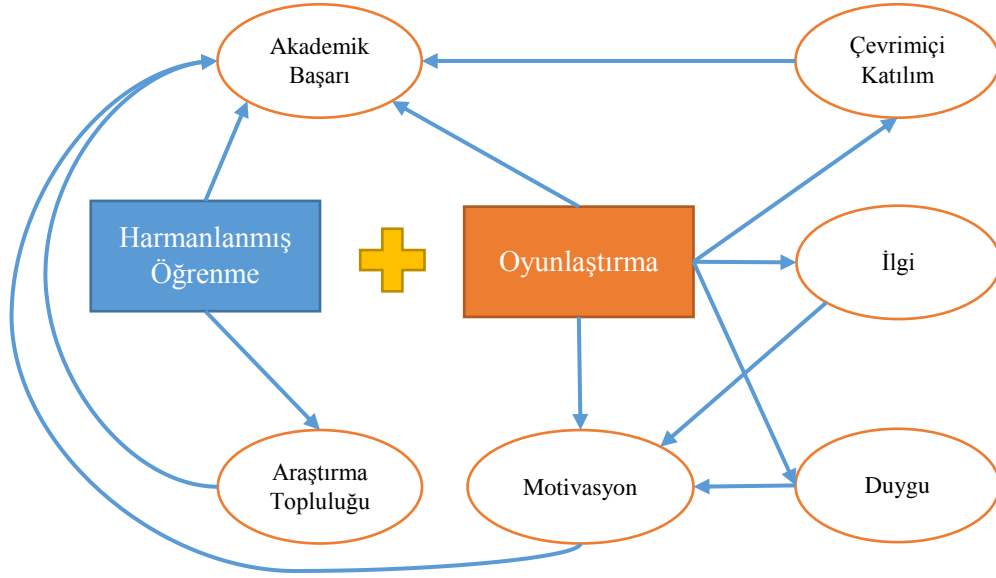 Akademik
Başarı
Çevrimiçi
Katılım
Harmanlanmış
Öğrenme
Oyunlaştırma
İlgi
Araştırma
Topluluğu
Motivasyon
Duygu